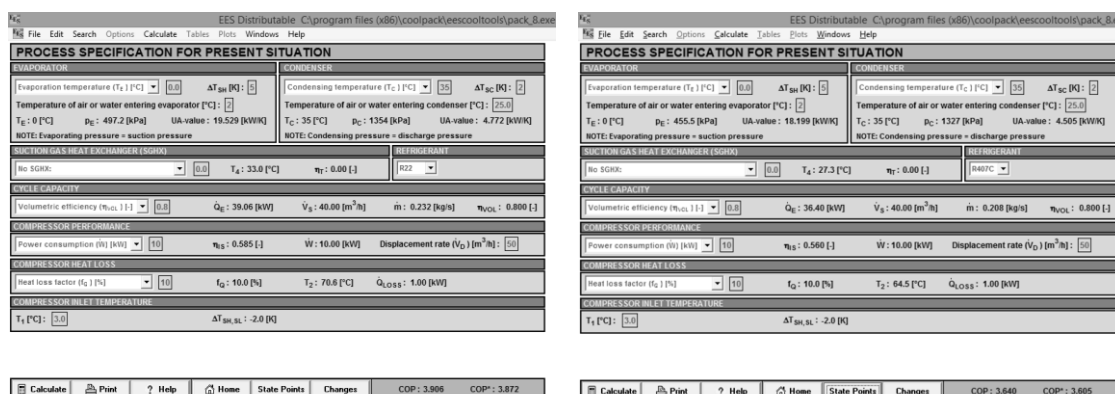 EES Distributable C:\program files (x86)\coolpack\eescooltools\pack_8.exe
File Edit Search Options Calculate Tables Plots Windows Help
PROCESS SPECIFICATION FOR PRESENT SITUATION
EVAPORATOR CONDENSER
Evaporation temperature (TE) [°C] 0.0 ΔTSH [K]: 5 Condensing temperature (TC) [°C] 35 ΔTSC [K]: 2
Temperature of air or water entering evaporator [°C]: 2 Temperature of air or water entering condenser [°C]: 25.0
TE: 0 [°C] pE: 497.2 [kPa] UA-value: 19.529 [kW/K] TC: 35 [°C] pC: 1354 [kPa] UA-value: 4.772 [kW/K]
NOTE: Evaporating pressure = suction pressure NOTE: Condensing pressure = discharge pressure
SUCTION GAS HEAT EXCHANGER (SGHX) REFRIGERANT
No SGHX: 0.0 T4: 33.0 [°C] ηT: 0.00 [-] R22
CYCLE CAPACITY
Volumetric efficiency (ηVOL) [-] 0.8 Q̇E: 39.06 [kW] V̇S: 40.00 [m³/h] ṁ: 0.232 [kg/s] ηVOL: 0.800 [-]
COMPRESSOR PERFORMANCE
Power consumption (Ẇ) [kW] 10 ηIS: 0.585 [-] Ẇ: 10.00 [kW] Displacement rate (V̇D) [m³/h]: 50
COMPRESSOR HEAT LOSS
Heat loss factor (fQ) [%] 10 fQ: 10.0 [%] T2: 70.6 [°C] Q̇LOSS: 1.00 [kW]
COMPRESSOR INLET TEMPERATURE
T1 [°C]: 3.0 ΔTSH,SL: -2.0 [K]
Calculate Print ? Help Home State Points Changes COP: 3.906 COP*: 3.872
EES Distributable C:\program files (x86)\coolpack\eescooltools\pack_8.e
File Edit Search Options Calculate Tables Plots Windows Help
PROCESS SPECIFICATION FOR PRESENT SITUATION
EVAPORATOR CONDENSER
Evaporation temperature (TE) [°C] 0.0 ΔTSH [K]: 5 Condensing temperature (TC) [°C] 35 ΔTSC [K]: 2
Temperature of air or water entering evaporator [°C]: 2 Temperature of air or water entering condenser [°C]: 25.0
TE: 0 [°C] pE: 455.5 [kPa] UA-value: 18.199 [kW/K] TC: 35 [°C] pC: 1327 [kPa] UA-value: 4.505 [kW/K]
NOTE: Evaporating pressure = suction pressure NOTE: Condensing pressure = discharge pressure
SUCTION GAS HEAT EXCHANGER (SGHX) REFRIGERANT
No SGHX: 0.0 T4: 27.3 [°C] ηT: 0.00 [-] R407C
CYCLE CAPACITY
Volumetric efficiency (ηVOL) [-] 0.8 Q̇E: 36.40 [kW] V̇S: 40.00 [m³/h] ṁ: 0.208 [kg/s] ηVOL: 0.800 [-]
COMPRESSOR PERFORMANCE
Power consumption (Ẇ) [kW] 10 ηIS: 0.560 [-] Ẇ: 10.00 [kW] Displacement rate (V̇D) [m³/h]: 50
COMPRESSOR HEAT LOSS
Heat loss factor (fQ) [%] 10 fQ: 10.0 [%] T2: 64.5 [°C] Q̇LOSS: 1.00 [kW]
COMPRESSOR INLET TEMPERATURE
T1 [°C]: 3.0 ΔTSH,SL: -2.0 [K]
Calculate Print ? Help Home State Points Changes COP: 3.640 COP*: 3.605